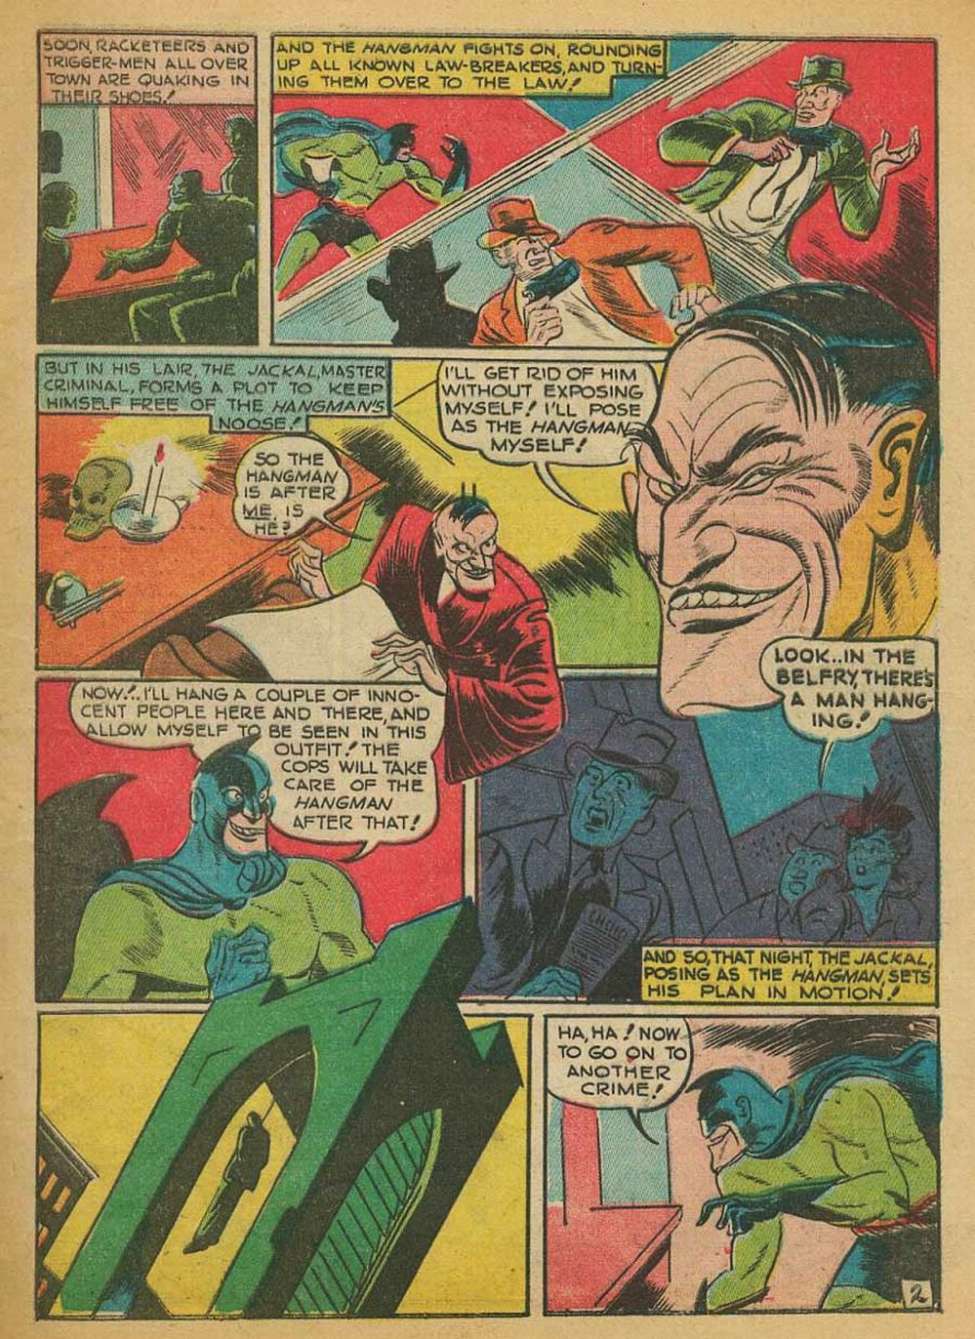 SOON, RACKETEERS AND
TRIGGER-MEN ALL OVER
TOWN ARE QUAKING IN
THEIR SHOES!
AND THE HANGMAN FIGHTS ON, ROUNDING
UP ALL KNOWN LAW-BREAKERS, AND TURN-
ING THEM OVER TO THE LAW!
BUT IN HIS LAIR, THE JACKAL, MASTER
CRIMINAL, FORMS A PLOT TO KEEP
HIMSELF FREE OF THE HANGMAN'S
NOOSE!
SO THE
HANGMAN
IS AFTER
ME, IS
HE?
I'LL GET RID OF HIM
WITHOUT EXPOSING
MYSELF! I'LL POSE
AS THE HANGMAN
MYSELF!
NOW!..I'LL HANG A COUPLE OF INNO-
CENT PEOPLE HERE AND THERE, AND
ALLOW MYSELF TO BE SEEN IN THIS
OUTFIT! THE
COPS WILL TAKE
CARE OF THE
HANGMAN
AFTER THAT!
LOOK..IN THE
BELFRY, THERE'S
A MAN HANG-
ING!
AND SO, THAT NIGHT, THE JACKAL,
POSING AS THE HANGMAN, SETS
HIS PLAN IN MOTION!
HA, HA! NOW
TO GO ON TO
ANOTHER
CRIME!
2